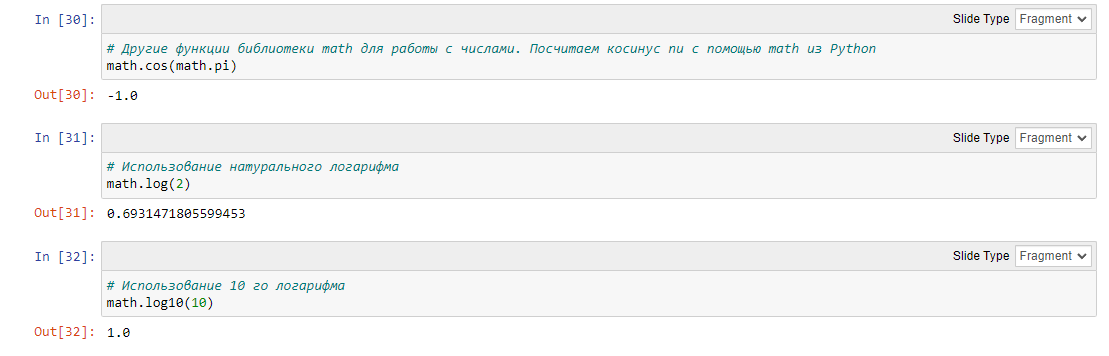 Slide Type Fragment
In [30]:
# Другие функции библиотеки math для работы с числами. Посчитаем косинус пи с помощью math из Python
math.cos(math.pi)
Out[30]: -1.0
Slide Type Fragment
In [31]:
# Использование натурального логарифма
math.log(2)
Out[31]: 0.6931471805599453
Slide Type Fragment
In [32]:
# Использование 10 го логарифма
math.log10(10)
Out[32]: 1.0